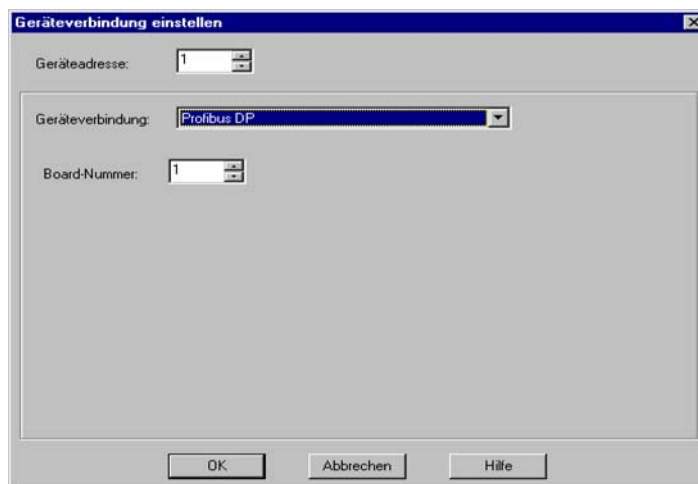 Geräteverbindung einstellen
Geräteadresse: 1
Geräteverbindung: Profibus DP
Board-Nummer: 1
OK Abbrechen Hilfe